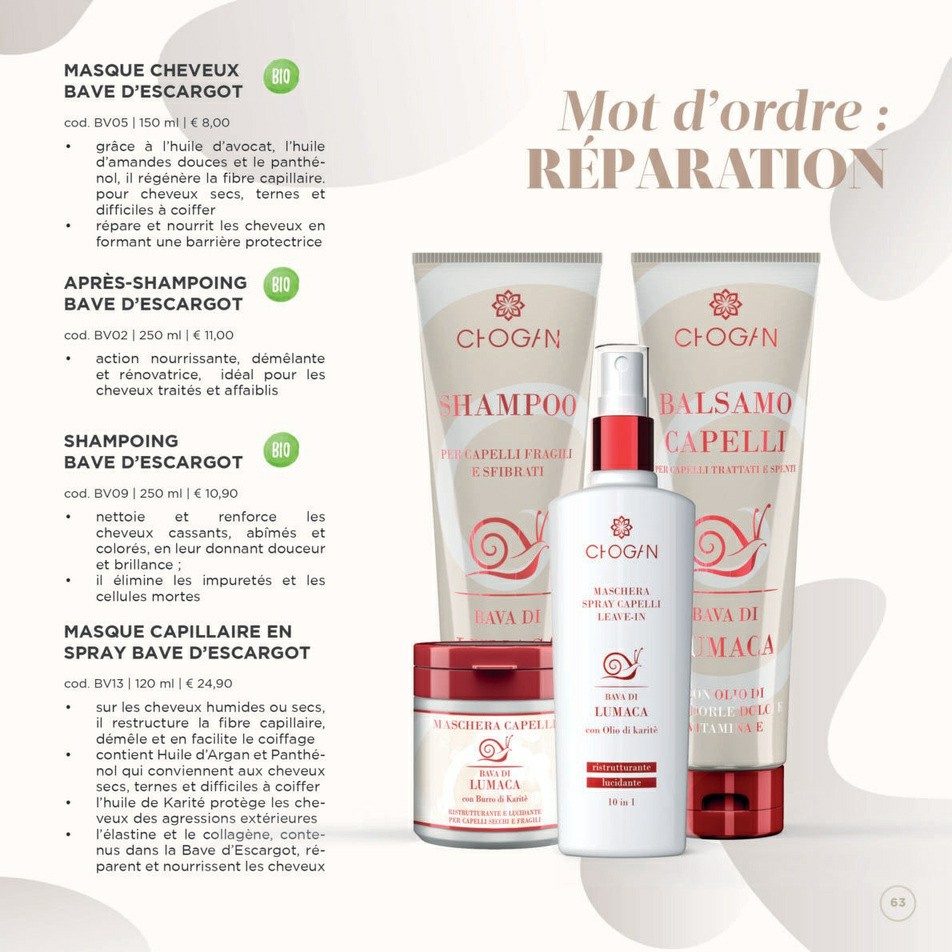 MASQUE CHEVEUX
BAVE D'ESCARGOT
BIO
cod. BV05 | 150 ml | € 8,00
• grâce à l'huile d'avocat, l'huile
d'amandes douces et le panthé-
nol, il régénère la fibre capillaire.
pour cheveux secs, ternes et
difficiles à coiffer
• répare et nourrit les cheveux en
formant une barrière protectrice
APRÈS-SHAMPOING
BAVE D'ESCARGOT
BIO
cod. BV02 | 250 ml | € 11,00
• action nourrissante, démêlante
et rénovatrice, idéal pour les
cheveux traités et affaiblis
SHAMPOING
BAVE D'ESCARGOT
BIO
cod. BV09 | 250 ml | € 10,90
• nettoie et renforce les
cheveux cassants, abîmés et
colorés, en leur donnant douceur
et brillance ;
• il élimine les impuretés et les
cellules mortes
MASQUE CAPILLAIRE EN
SPRAY BAVE D'ESCARGOT
cod. BV13 | 120 ml | € 24,90
• sur les cheveux humides ou secs,
il restructure la fibre capillaire,
démêle et en facilite le coiffage
• contient Huile d'Argan et Panthé-
nol qui conviennent aux cheveux
secs, ternes et difficiles à coiffer
• l'huile de Karité protège les che-
veux des agressions extérieures
• l'élastine et le collagène, conte-
nus dans la Bave d'Escargot, ré-
parent et nourrissent les cheveux
Mot d'ordre :
RÉPARATION
CHOGAN
SHAMPOO
PER CAPELLI FRAGILI
E SFIBRATI
BAVA DI
CHOGAN
BALSAMO
CAPELLI
PER CAPELLI TRATTATI E SPENTI
BAVA DI
LUMACA
CON OLIO DI
DOLCI
VITAMINA E
CHOGAN
MASCHERA
SPRAY CAPELLI
LEAVE-IN
BAVA DI
LUMACA
con Olio di karitè
ristrutturante
lucidante
10 in 1
MASCHERA CAPELLI
BAVA DI
LUMACA
con Burro di Karitè
RISTRUTTURANTE E LUCIDANTE
PER CAPELLI SECCHI E FRAGILI
63